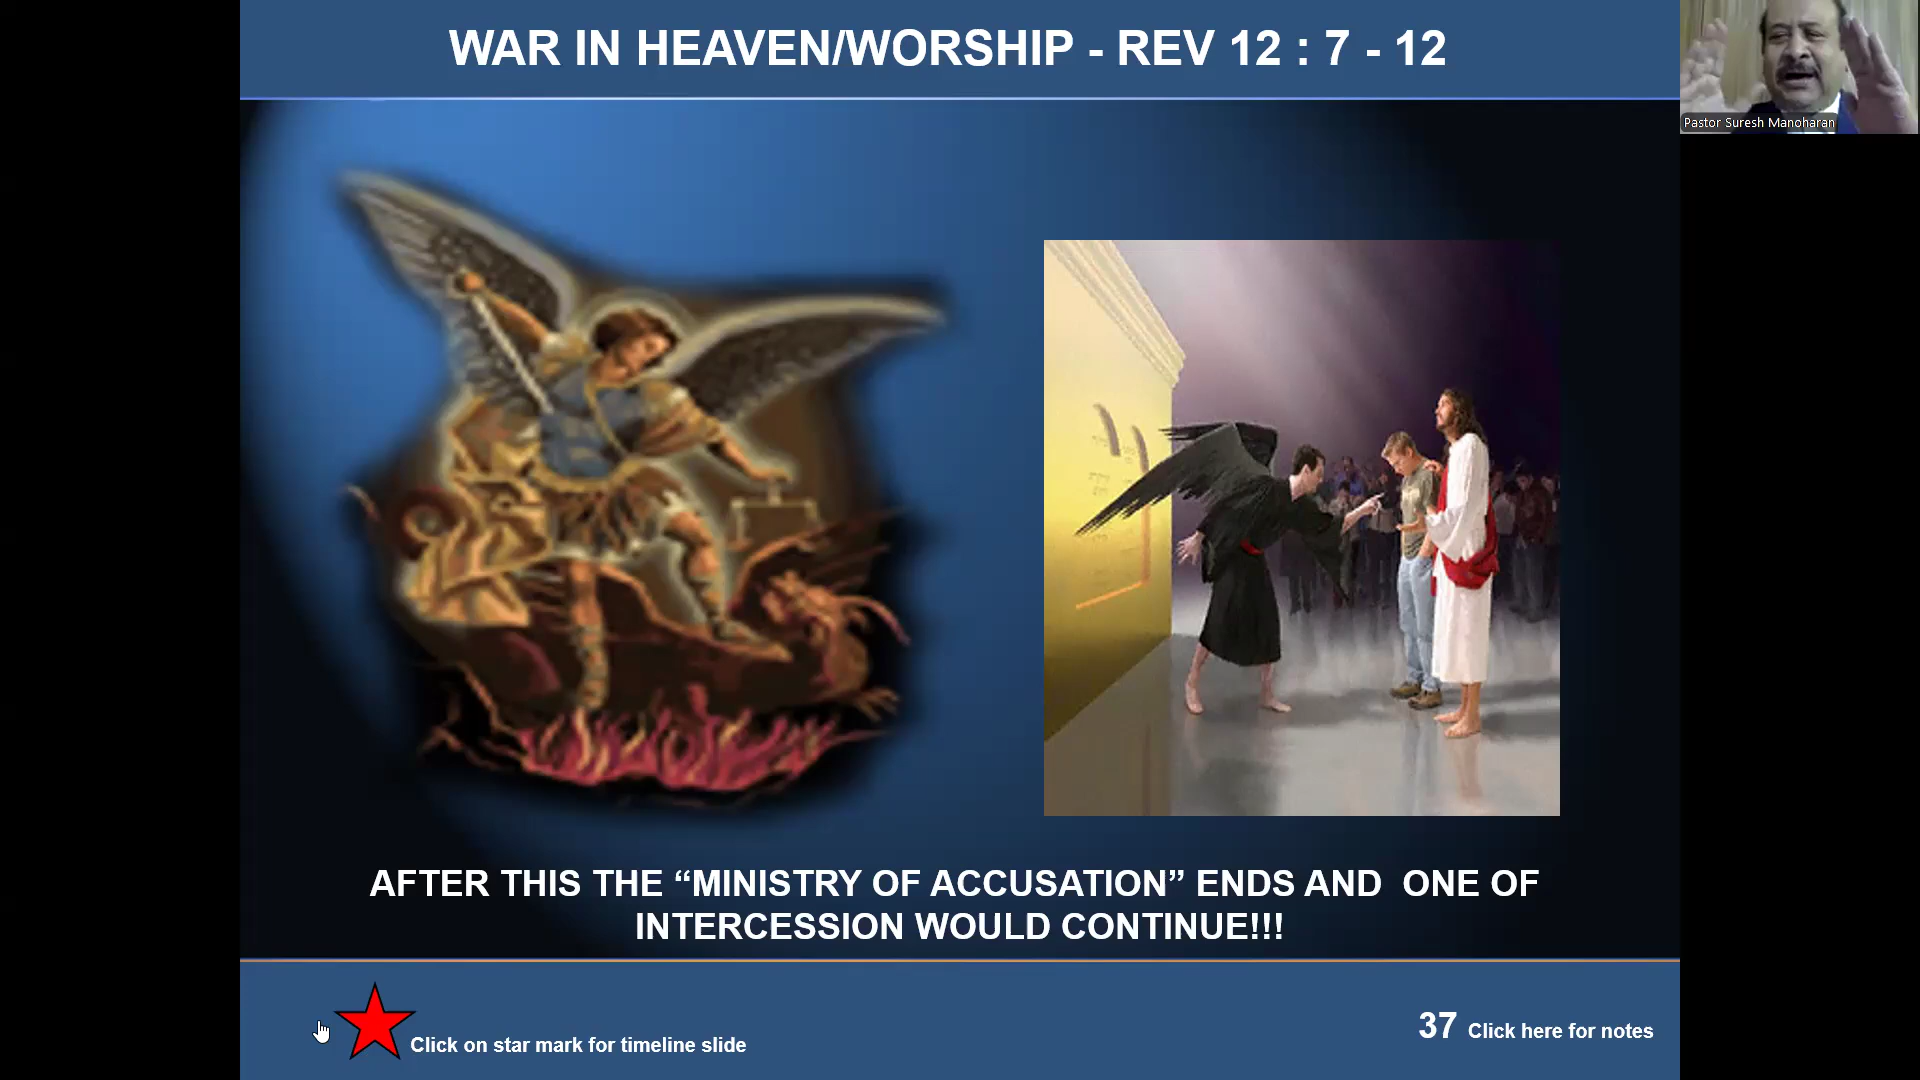 WAR IN HEAVEN/WORSHIP - REV 12 : 7 - 12
Pastor Suresh Manoharan
AFTER THIS THE “MINISTRY OF ACCUSATION” ENDS AND ONE OF
INTERCESSION WOULD CONTINUE!!!
Click on star mark for timeline slide
37 Click here for notes